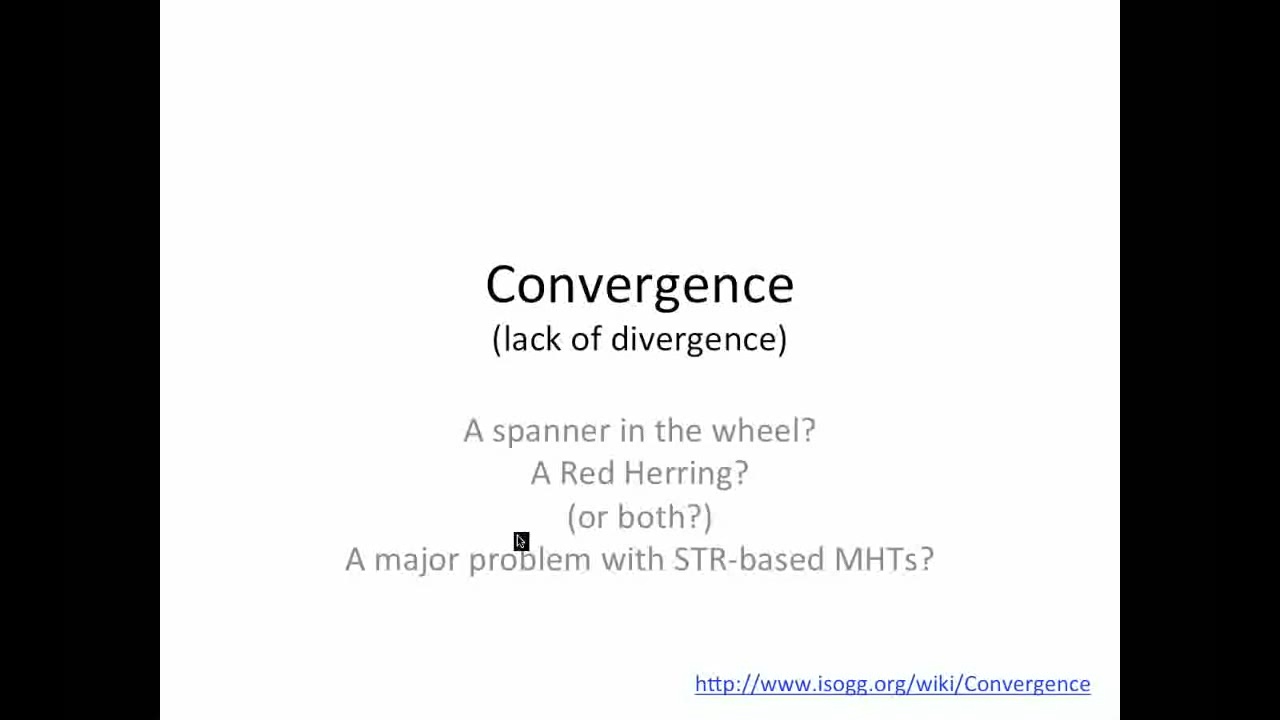 Convergence
(lack of divergence)
A spanner in the wheel?
A Red Herring?
(or both?)
A major problem with STR-based MHTs?
http://www.isogg.org/wiki/Convergence